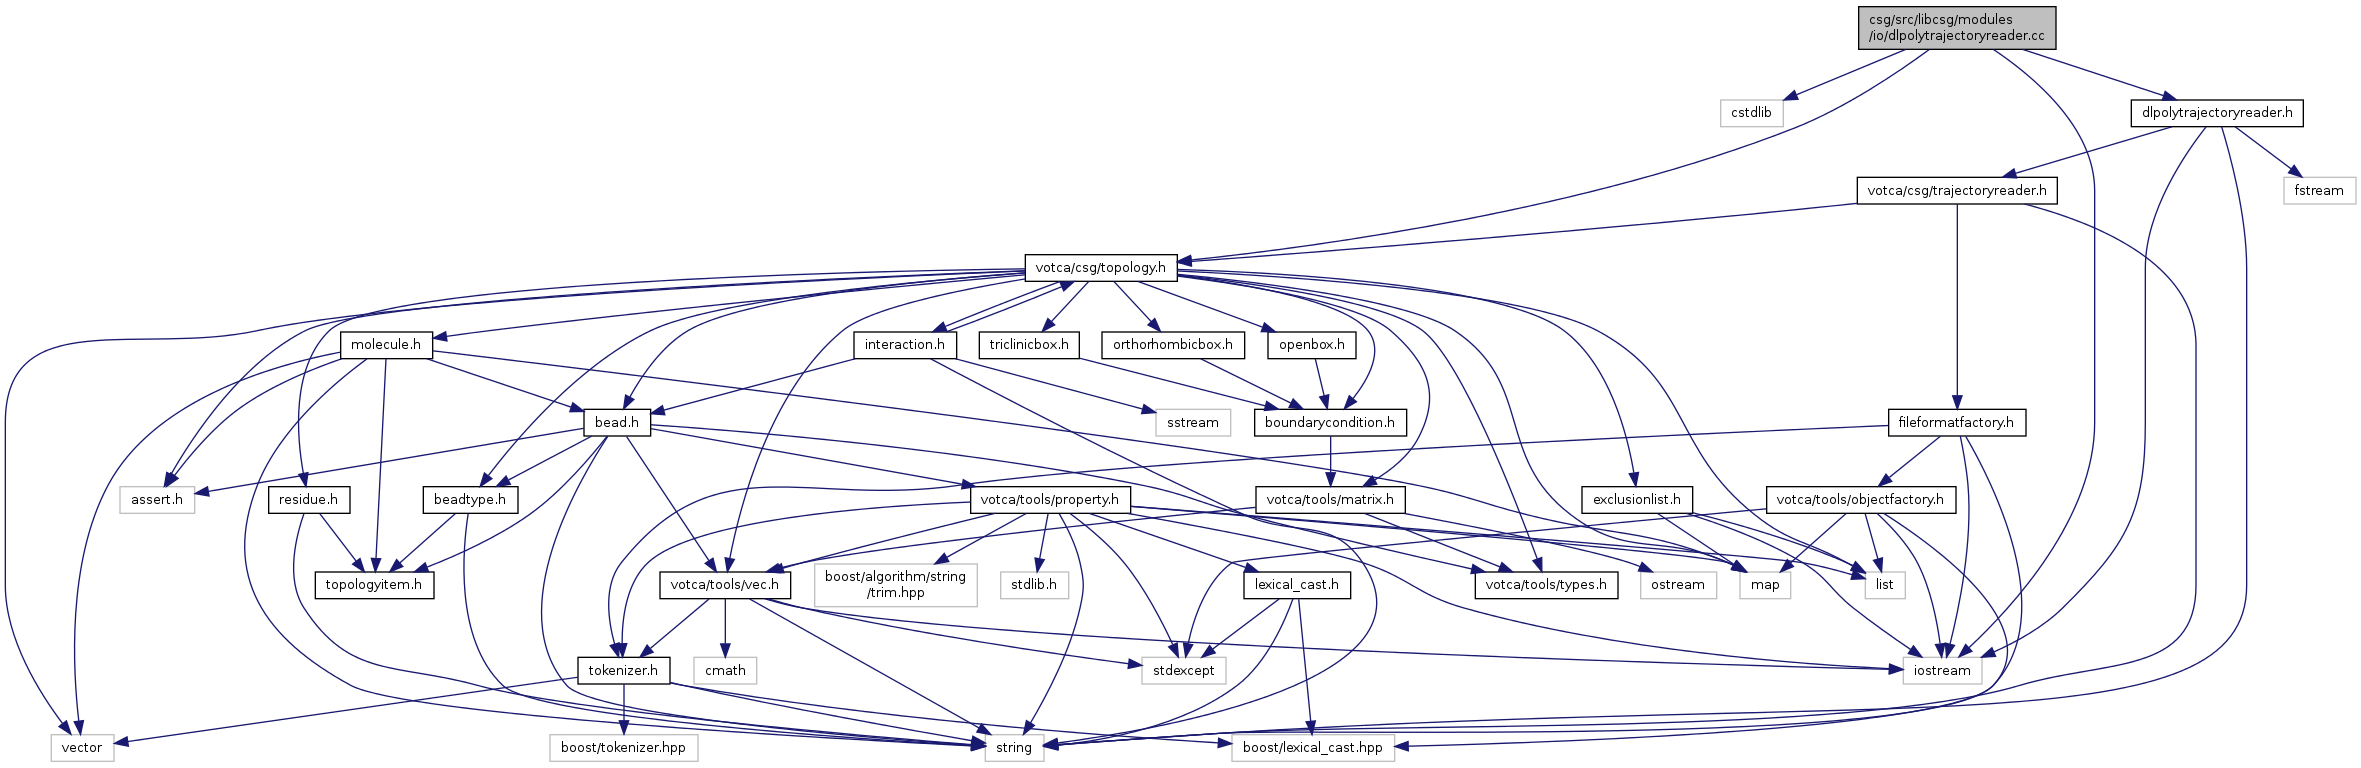 csg/src/libcsg/modules
/io/dlpolytrajectoryreader.cc
cstdlib
dlpolytrajectoryreader.h
votca/csg/trajectoryreader.h
fstream
votca/csg/topology.h
molecule.h
interaction.h
triclinicbox.h
orthorhombicbox.h
openbox.h
bead.h
sstream
boundarycondition.h
fileformatfactory.h
assert.h
residue.h
beadtype.h
votca/tools/property.h
votca/tools/matrix.h
exclusionlist.h
votca/tools/objectfactory.h
topologyitem.h
votca/tools/vec.h
boost/algorithm/string
/trim.hpp
stdlib.h
lexical_cast.h
votca/tools/types.h
ostream
map
list
tokenizer.h
cmath
stdexcept
iostream
vector
boost/tokenizer.hpp
string
boost/lexical_cast.hpp